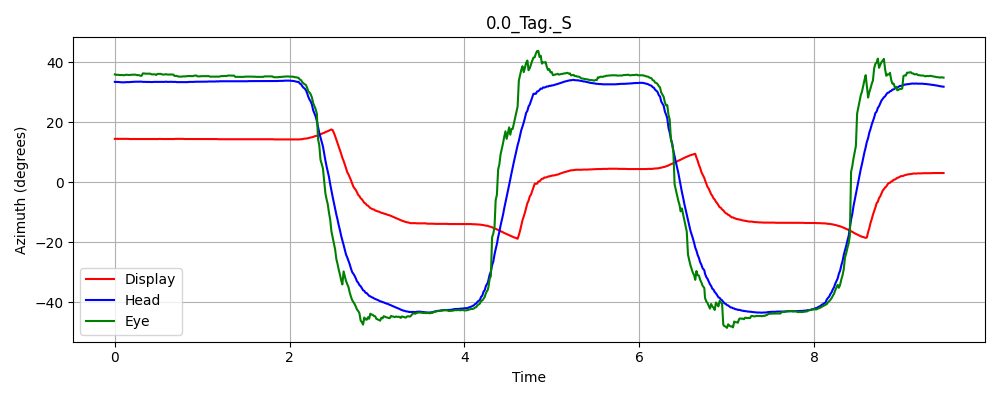 0.0_Tag._S
Azimuth (degrees)
40
20
0
−20
−40
Display
Head
Eye
0 2 4 6 8
Time